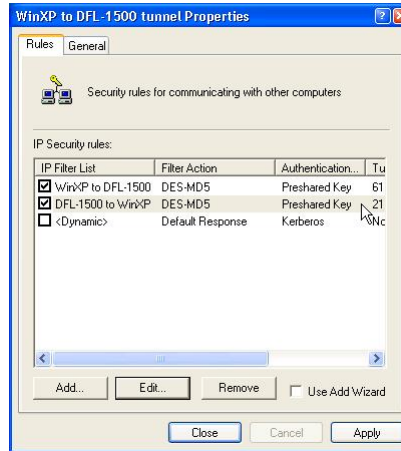 WinXP to DFL-1500 tunnel Properties
Rules General
Security rules for communicating with other computers
IP Security rules:
IP Filter List Filter Action Authentication... Tu
WinXP to DFL-1500 DES-MD5 Preshared Key 61
DFL-1500 to WinXP DES-MD5 Preshared Key 21
<Dynamic> Default Response Kerberos Nc
Add... Edit... Remove Use Add Wizard
Close Cancel Apply